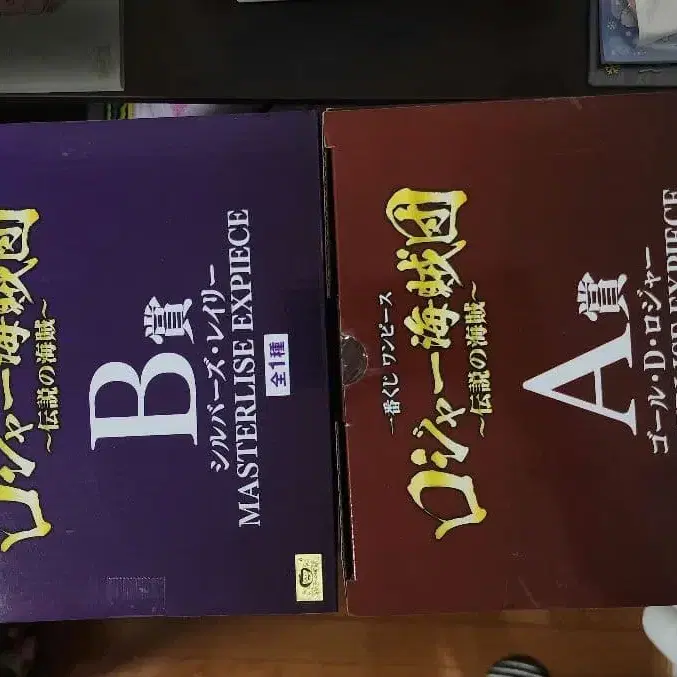 ロジャー海賊団
～伝説の海賊～
B賞
シルバーズ・レイリー
MASTERLISE EXPIECE
全1種
一番くじ ワンピース
ロジャー海賊団
～伝説の海賊～
A賞
ゴール・D・ロジャー